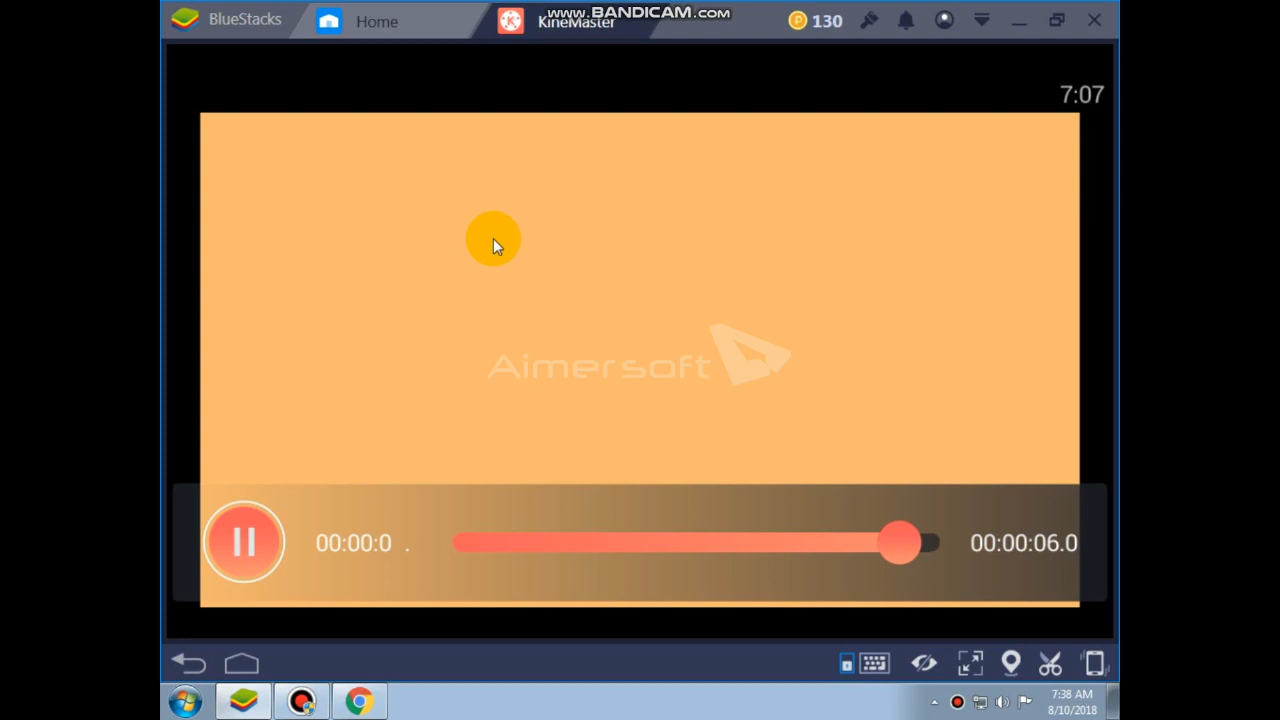 www.BANDICAM.com
BlueStacks
Home
KineMaster
130
7:07
Aimersoft
00:00:0 .
00:00:06.0
7:38 AM
8/10/2018